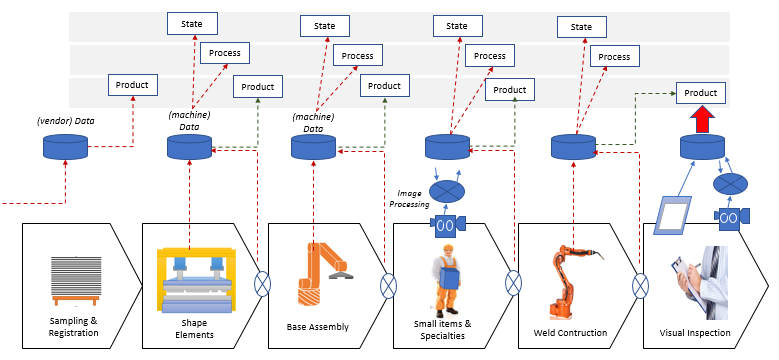 State
State
State
State
Process
Process
Process
Process
Product
Product
Product
Product
Product
(vendor) Data
(machine)
Data
(machine)
Data
Image
Processing
Sampling &
Registration
Shape
Elements
Base Assembly
Small items &
Specialties
Weld Contruction
Visual Inspection